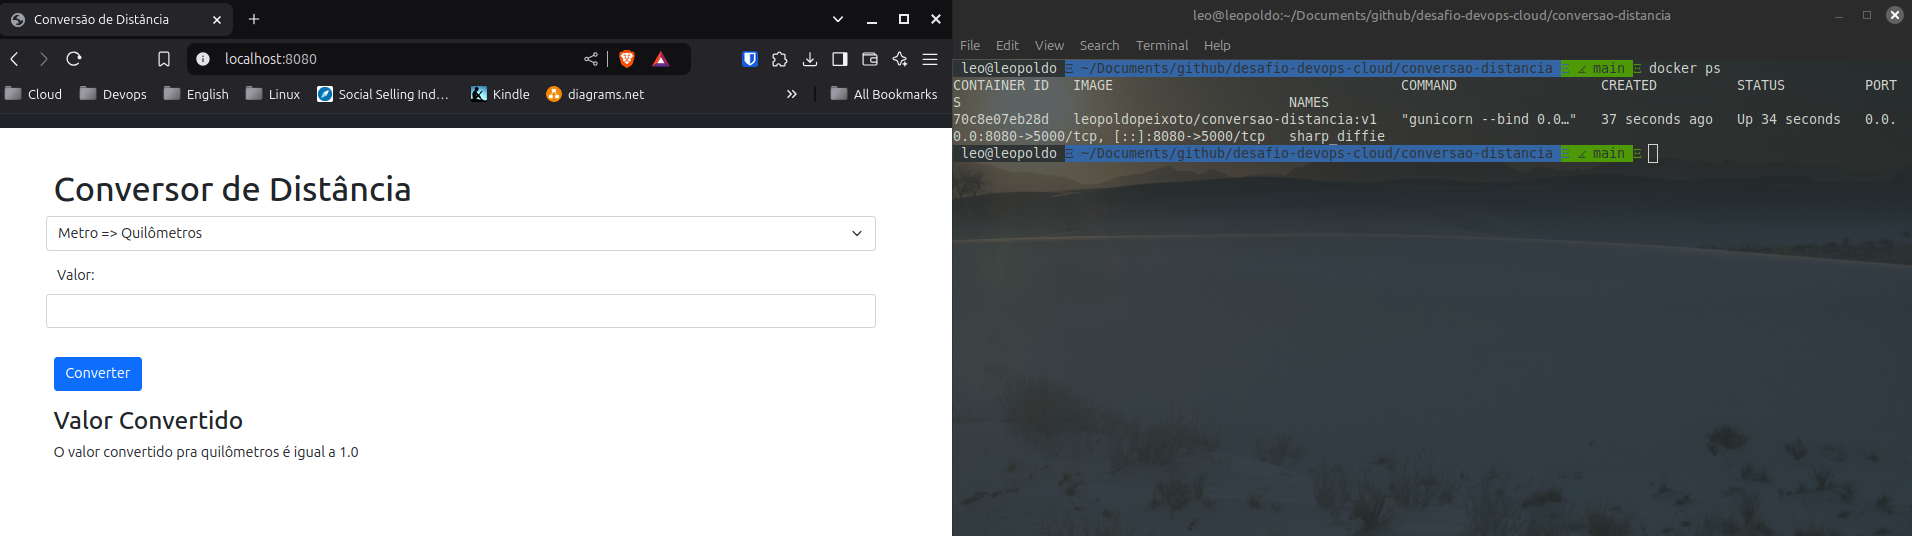 Conversão de Distância
localhost:8080
Cloud Devops English Linux Social Selling Ind... Kindle diagrams.net » All Bookmarks
Conversor de Distância
Metro => Quilômetros
Valor:
Converter
Valor Convertido
O valor convertido pra quilômetros é igual a 1.0
leo@leopoldo:~/Documents/github/desafio-devops-cloud/conversao-distancia
File Edit View Search Terminal Help
leo@leopoldo ~/Documents/github/desafio-devops-cloud/conversao-distancia main docker ps
CONTAINER ID IMAGE COMMAND CREATED STATUS PORT
S NAMES
70c8e07eb28d leopoldopeixoto/conversao-distancia:v1 "gunicorn --bind 0.0…" 37 seconds ago Up 34 seconds 0.0.
0.0:8080->5000/tcp, [::]:8080->5000/tcp sharp_diffie
leo@leopoldo ~/Documents/github/desafio-devops-cloud/conversao-distancia main